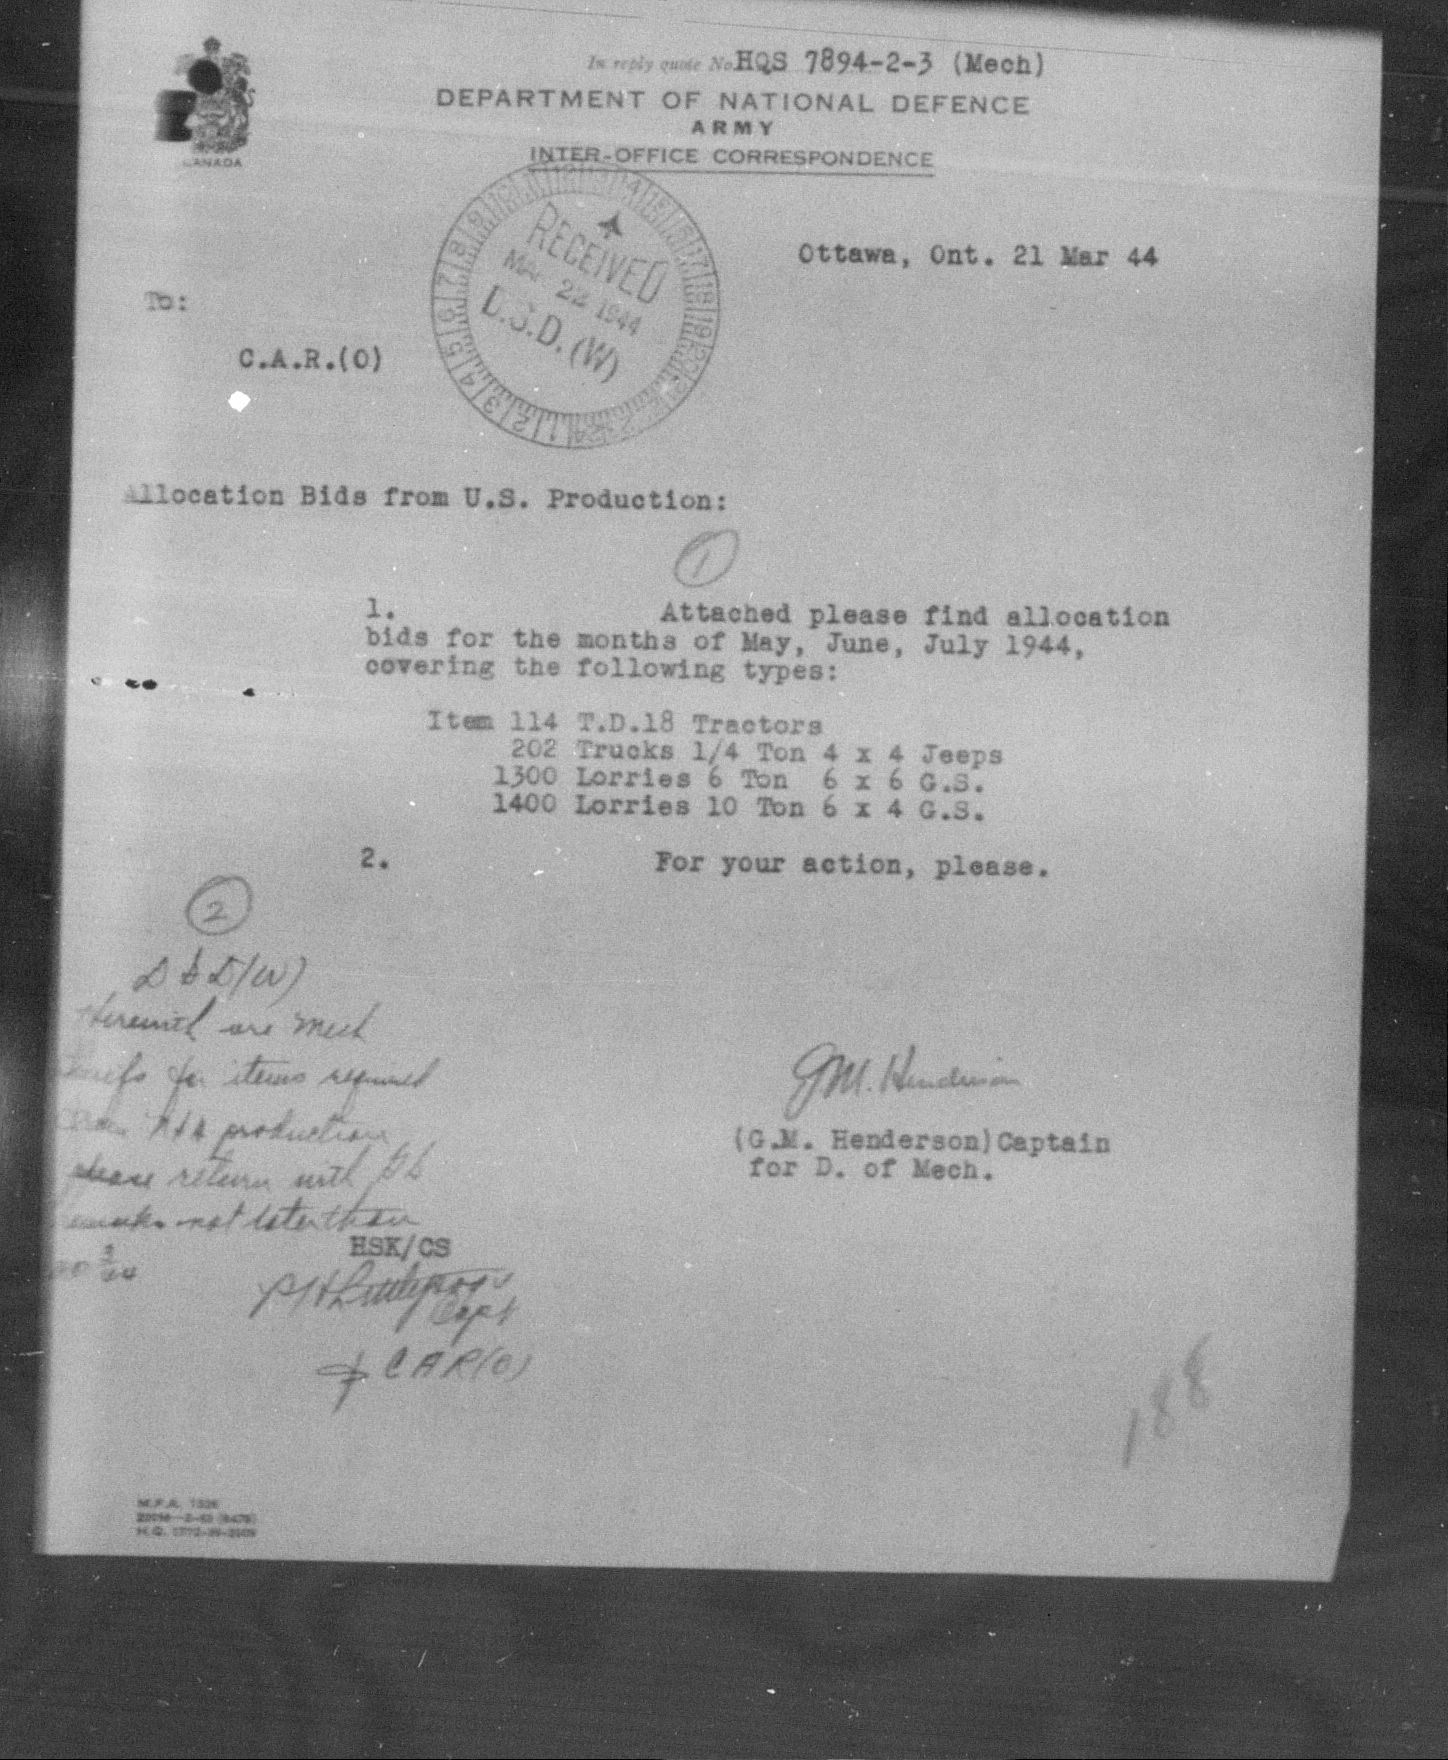 In reply quote No. HQS 7894-2-3 (Mech)
DEPARTMENT OF NATIONAL DEFENCE
ARMY
INTER-OFFICE CORRESPONDENCE
CANADA
RECEIVED
MAR 22 1944
D.S.D. (W)
Ottawa, Ont. 21 Mar 44
To:
C.A.R.(O)
Allocation Bids from U.S. Production:
1
1. Attached please find allocation
bids for the months of May, June, July 1944,
covering the following types:
Item 114 T.D.18 Tractors
202 Trucks 1/4 Ton 4 x 4 Jeeps
1300 Lorries 6 Ton 6 x 6 G.S.
1400 Lorries 10 Ton 6 x 4 G.S.
2. For your action, please.
2
D S D (W)
Herewith are Mech
for items required
production
please return with
not later than
G.M. Henderson
(G.M. Henderson) Captain
for D. of Mech.
HSK/CS
Capt
CAR(O)
188
M.F.A.
H.Q.